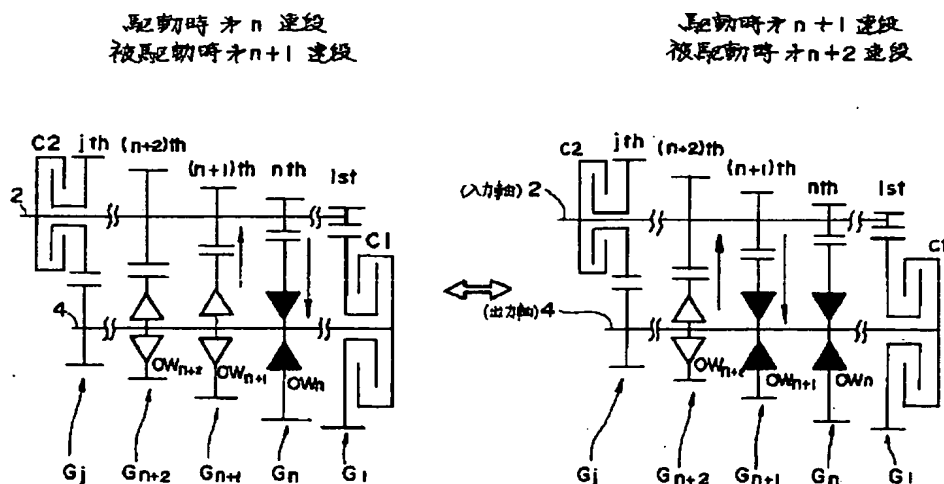 駆動時才n速段
被駆動時才n+1速段
C2 jth (n+2)th (n+1)th nth 1st
2
C1
4
OWn+2 OWn+1 OWn
Gj Gn+2 Gn+1 Gn G1
駆動時才n+1速段
被駆動時才n+2速段
C2 jth (n+2)th (n+1)th nth 1st
(入力軸)2
C1
(出力軸)4
OWn+2 OWn+1 OWn
Gj Gn+2 Gn+1 Gn G1